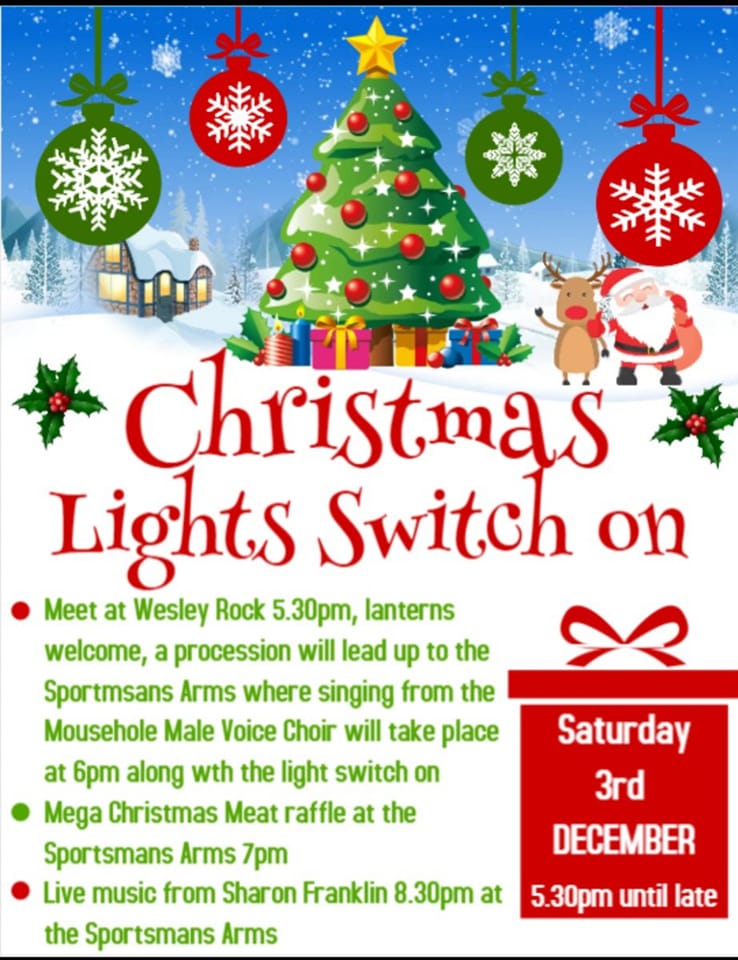 Christmas
Lights Switch on
Meet at Wesley Rock 5.30pm, lanterns
welcome, a procession will lead up to the
Sportmsans Arms where singing from the
Mousehole Male Voice Choir will take place
at 6pm along wth the light switch on
Mega Christmas Meat raffle at the
Sportsmans Arms 7pm
Live music from Sharon Franklin 8.30pm at
the Sportsmans Arms
Saturday
3rd
DECEMBER
5.30pm until late